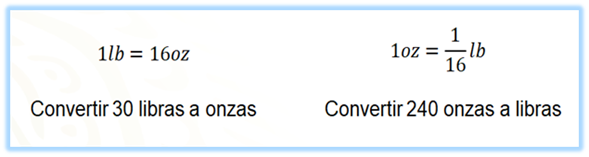 1lb = 16oz
1oz = 1/16 lb
Convertir 30 libras a onzas
Convertir 240 onzas a libras